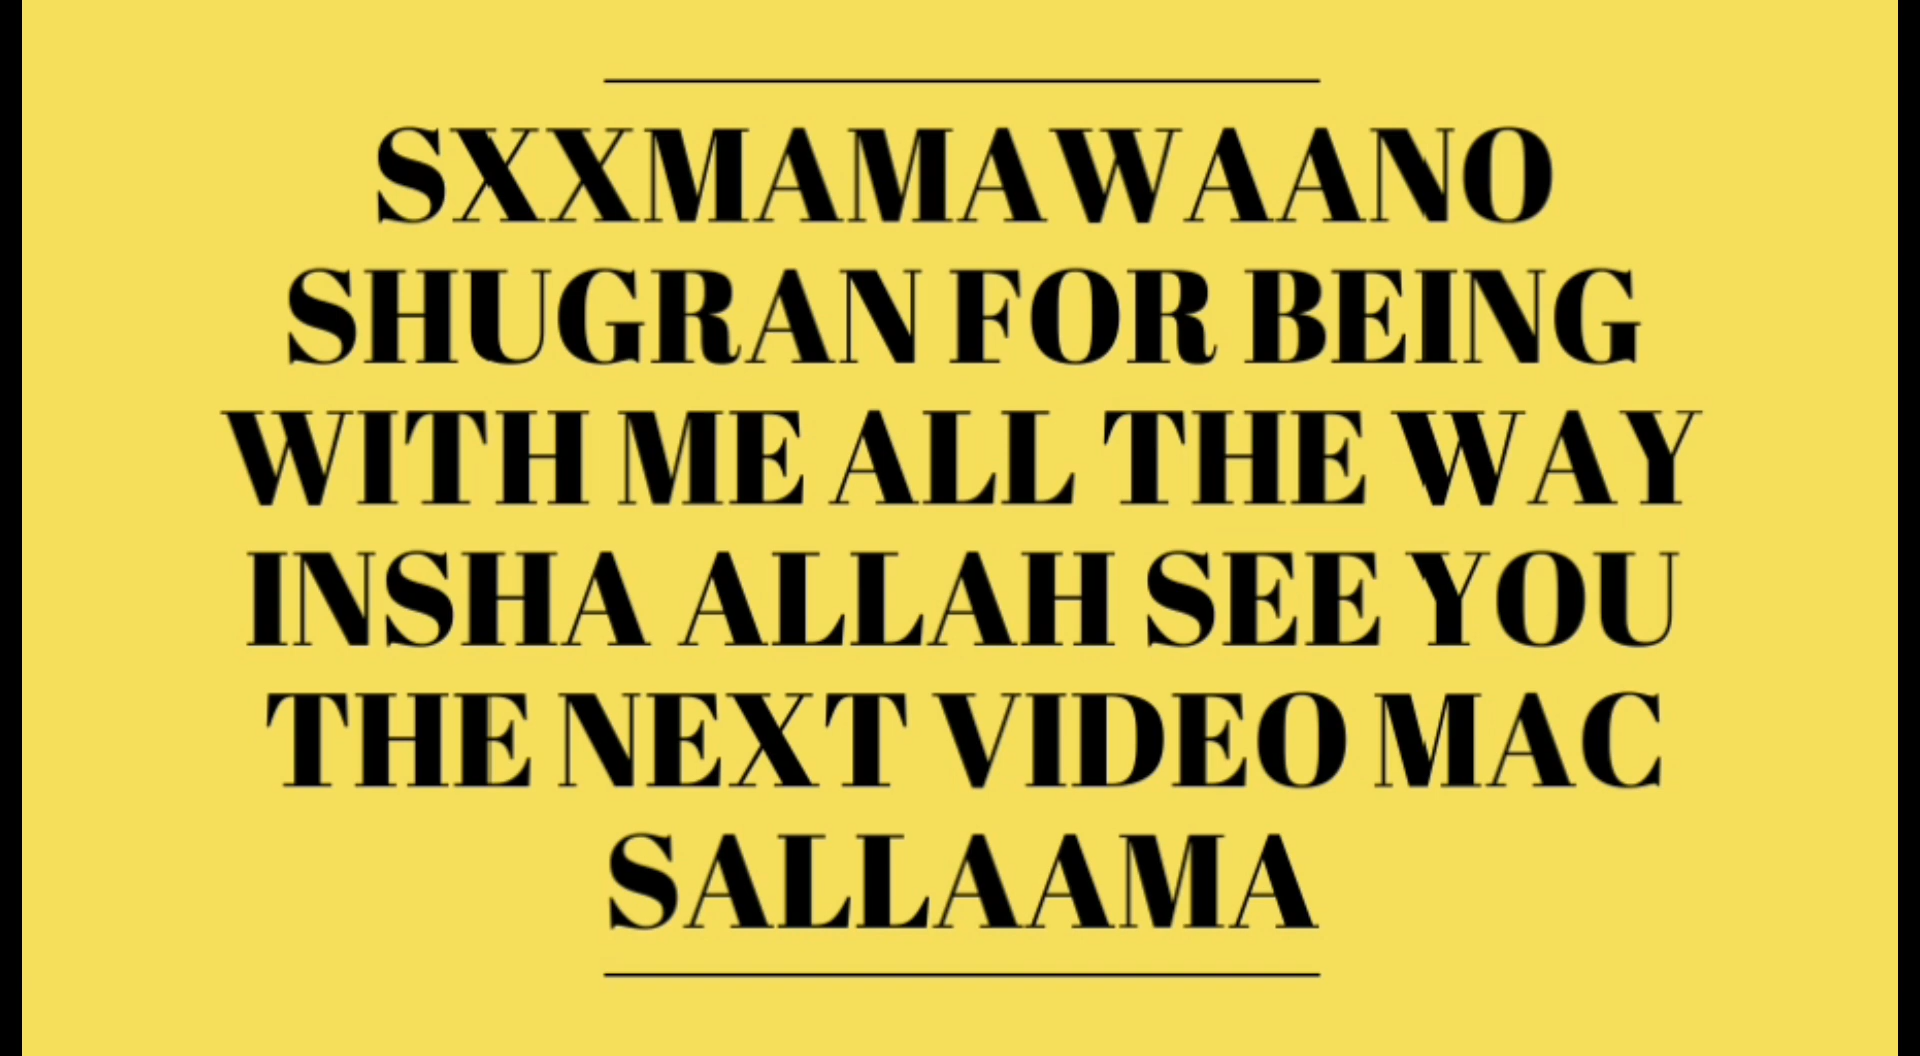 SXXMAMAWAANO
SHUGRAN FOR BEING
WITH ME ALL THE WAY
INSHA ALLAH SEE YOU
THE NEXT VIDEO MAC
SALLAAMA